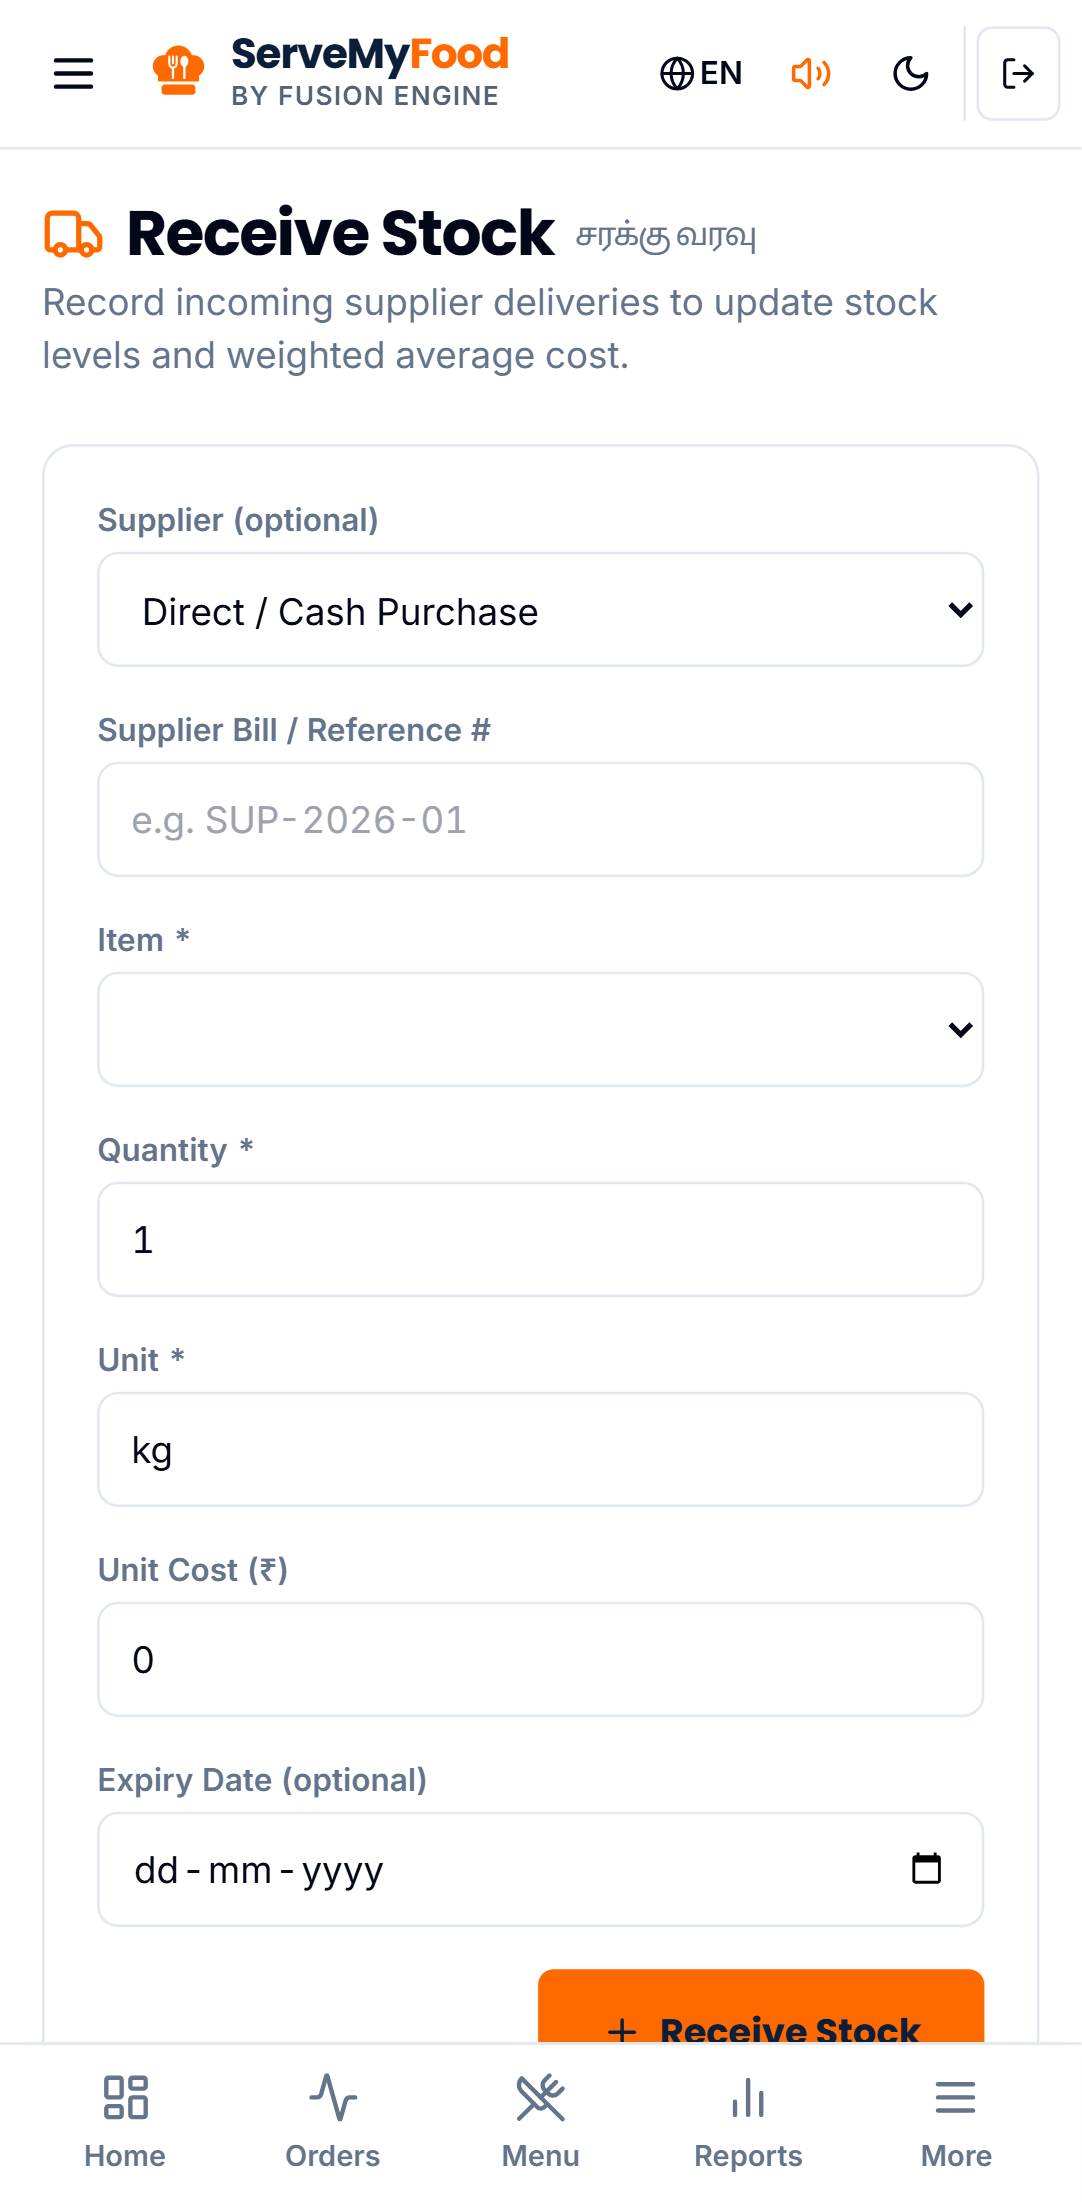 ServeMyFood
BY FUSION ENGINE
EN
Receive Stock சரக்கு வரவு
Record incoming supplier deliveries to update stock
levels and weighted average cost.
Supplier (optional)
Direct / Cash Purchase
Supplier Bill / Reference #
e.g. SUP-2026-01
Item *
Quantity *
1
Unit *
kg
Unit Cost (₹)
0
Expiry Date (optional)
dd-mm-yyyy
+ Receive Stock
Home Orders Menu Reports More